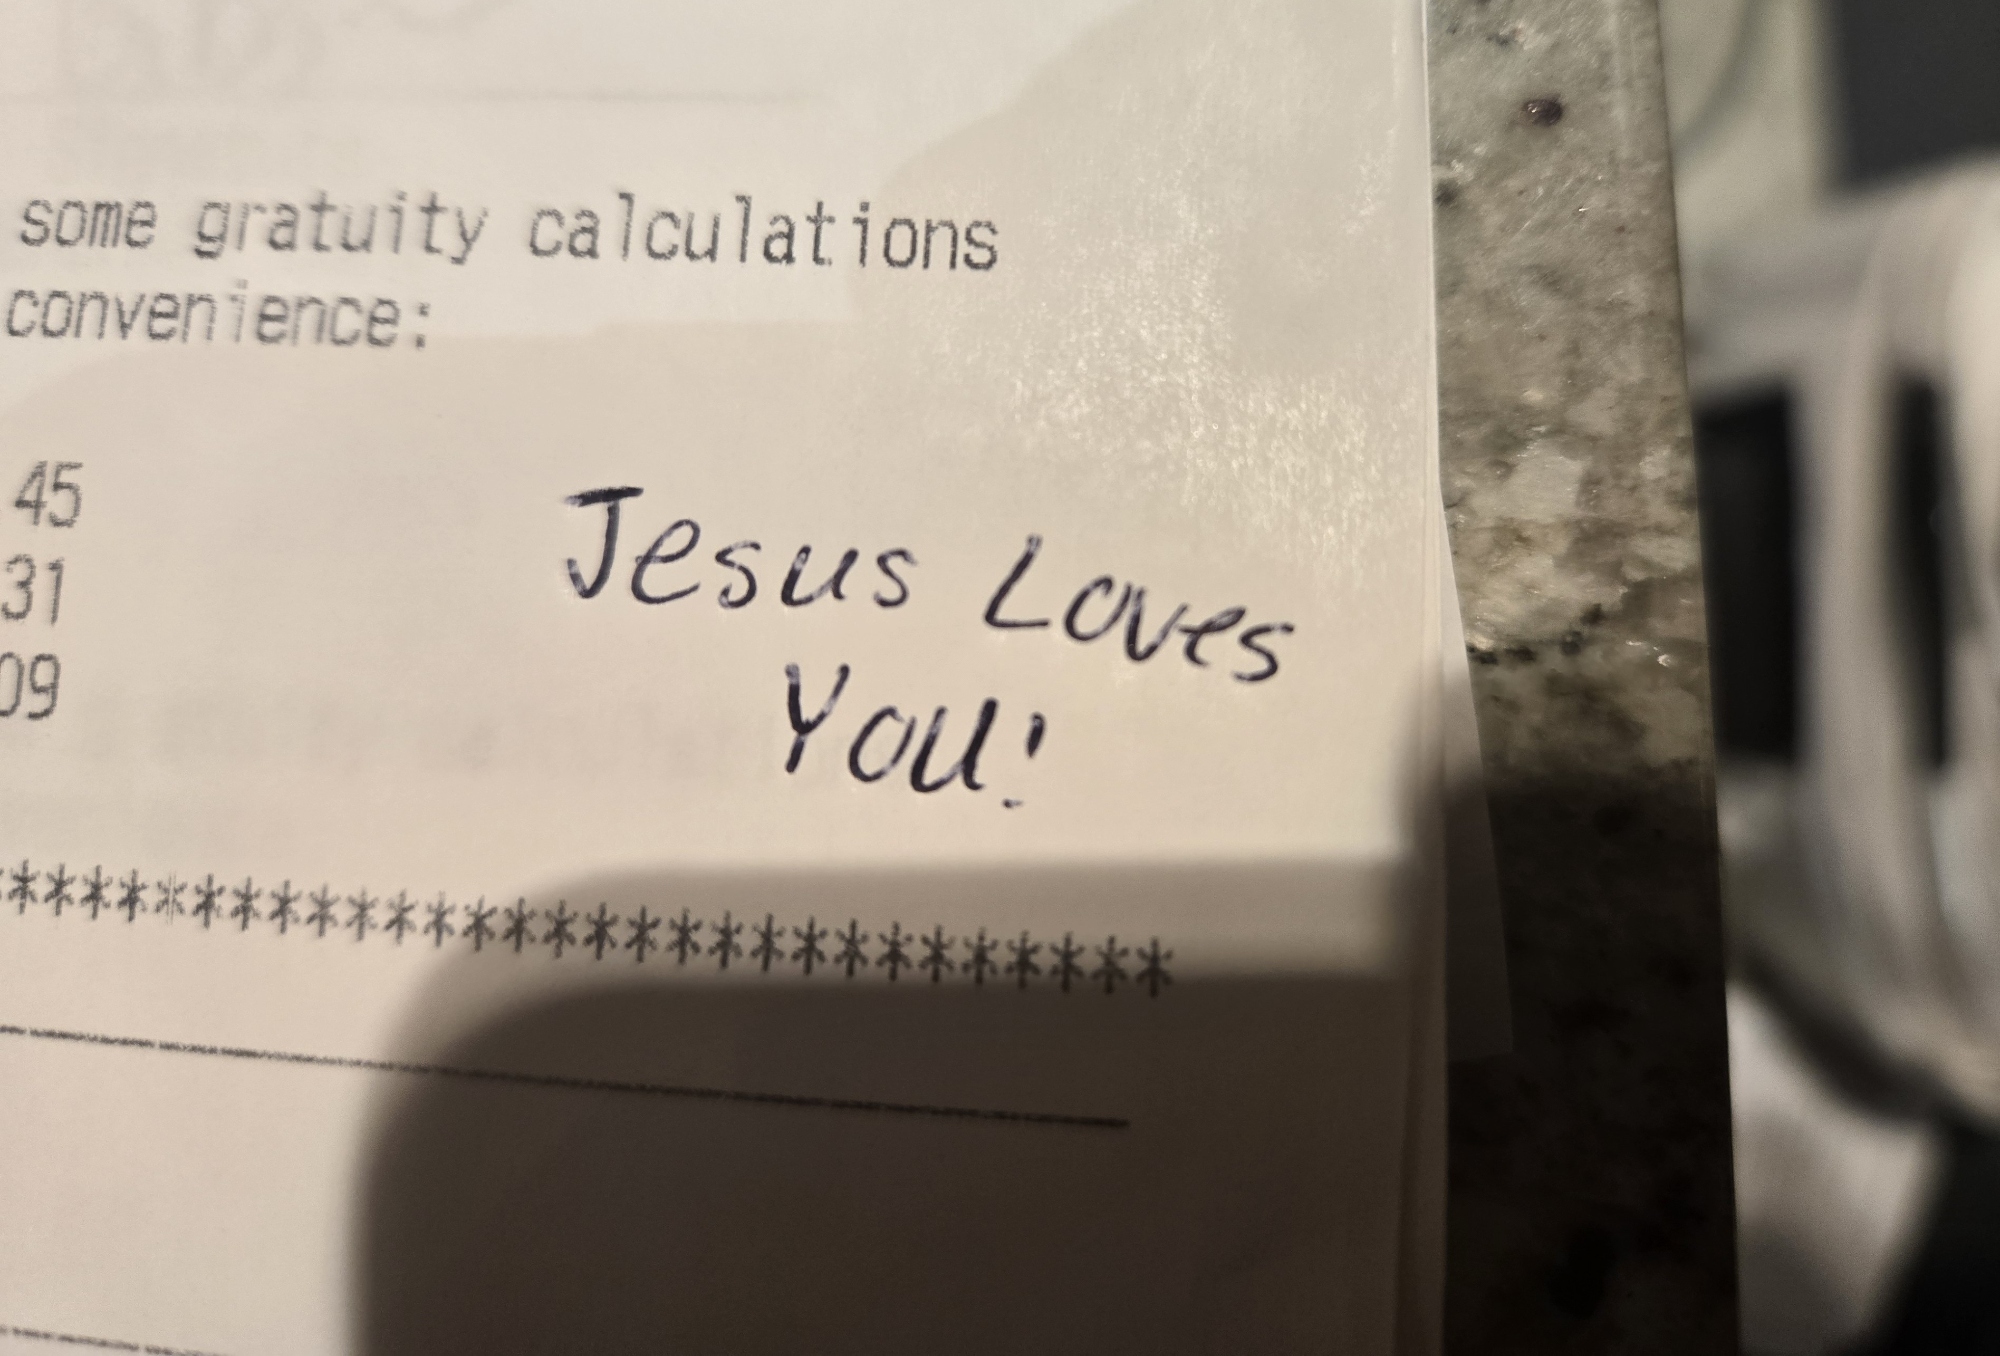 some gratuity calculations
convenience:
45
31
09
Jesus Loves
You!
**********************************